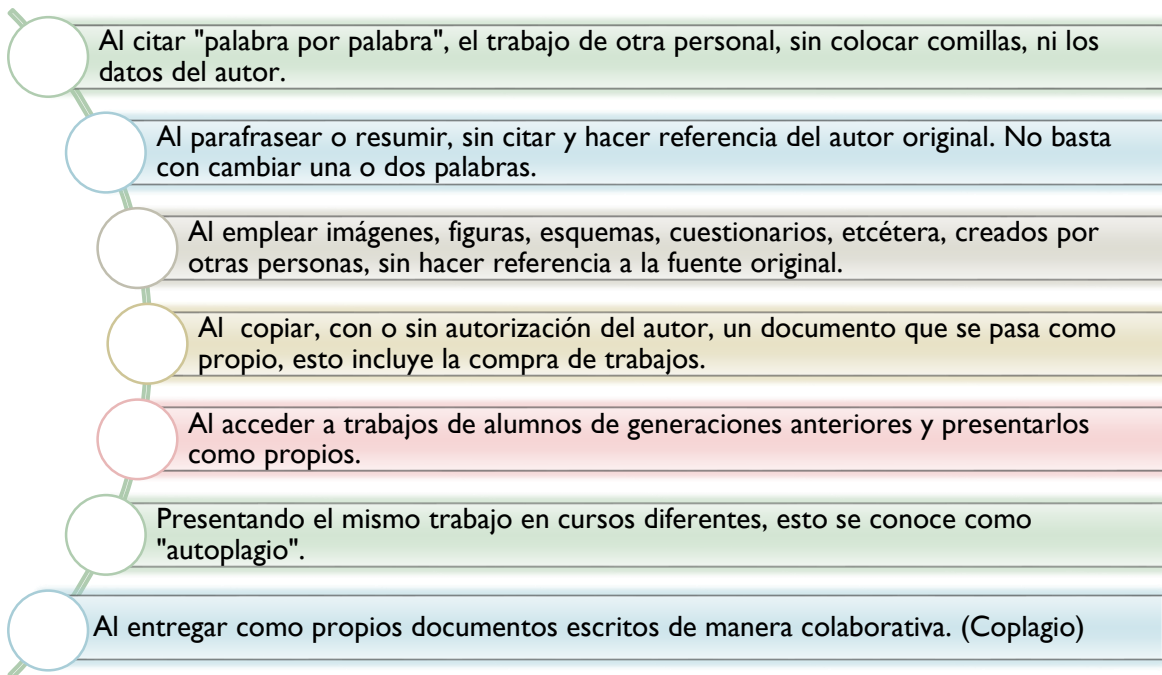 Al citar "palabra por palabra", el trabajo de otra personal, sin colocar comillas, ni los
datos del autor.
Al parafrasear o resumir, sin citar y hacer referencia del autor original. No basta
con cambiar una o dos palabras.
Al emplear imágenes, figuras, esquemas, cuestionarios, etcétera, creados por
otras personas, sin hacer referencia a la fuente original.
Al  copiar, con o sin autorización del autor, un documento que se pasa como
propio, esto incluye la compra de trabajos.
Al acceder a trabajos de alumnos de generaciones anteriores y presentarlos
como propios.
Presentando el mismo trabajo en cursos diferentes, esto se conoce como
"autoplagio".
Al entregar como propios documentos escritos de manera colaborativa. (Coplagio)